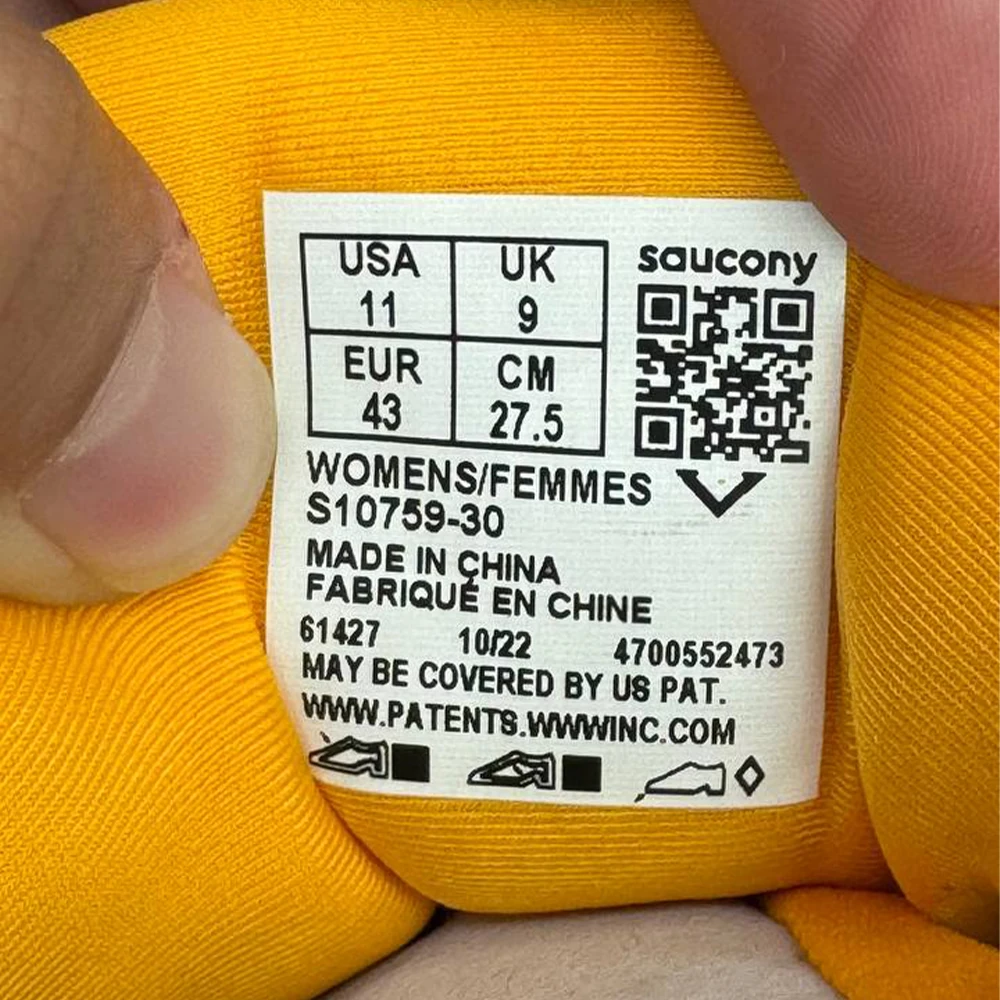 USA UK
11 9
EUR CM
43 27.5
saucony
WOMENS/FEMMES
S10759-30
MADE IN CHINA
FABRIQUÉ EN CHINE
61427 10/22 4700552473
MAY BE COVERED BY US PAT.
WWW.PATENTS.WWWINC.COM